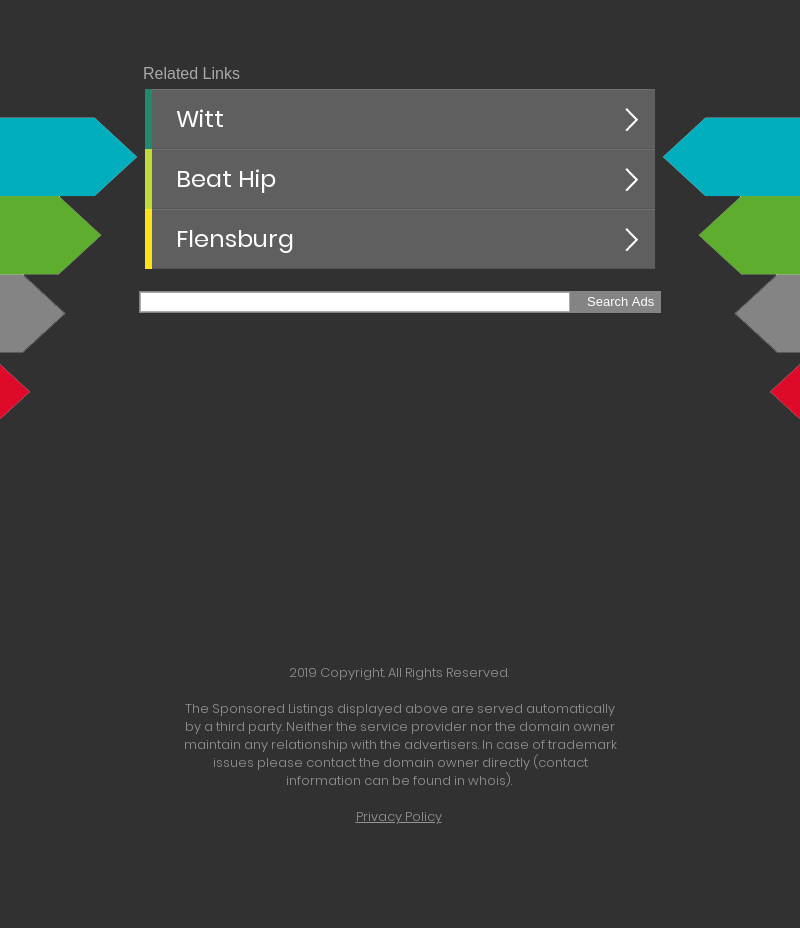 Related Links
Witt
Beat Hip
Flensburg
Search Ads
2019 Copyright. All Rights Reserved.
The Sponsored Listings displayed above are served automatically
by a third party. Neither the service provider nor the domain owner
maintain any relationship with the advertisers. In case of trademark
issues please contact the domain owner directly (contact
information can be found in whois).
Privacy Policy